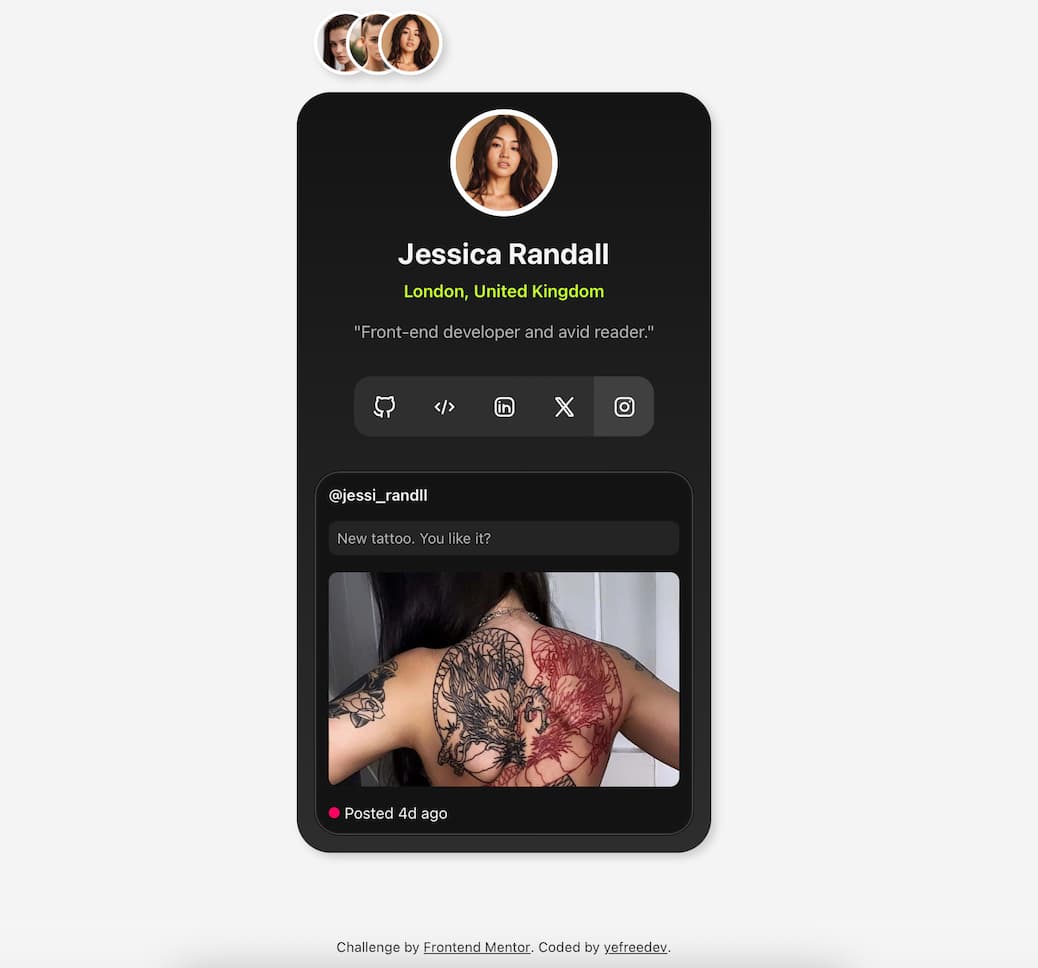 Jessica Randall
London, United Kingdom
"Front-end developer and avid reader."
@jessi_randll
New tattoo. You like it?
Posted 4d ago
Challenge by Frontend Mentor. Coded by yefreedev.